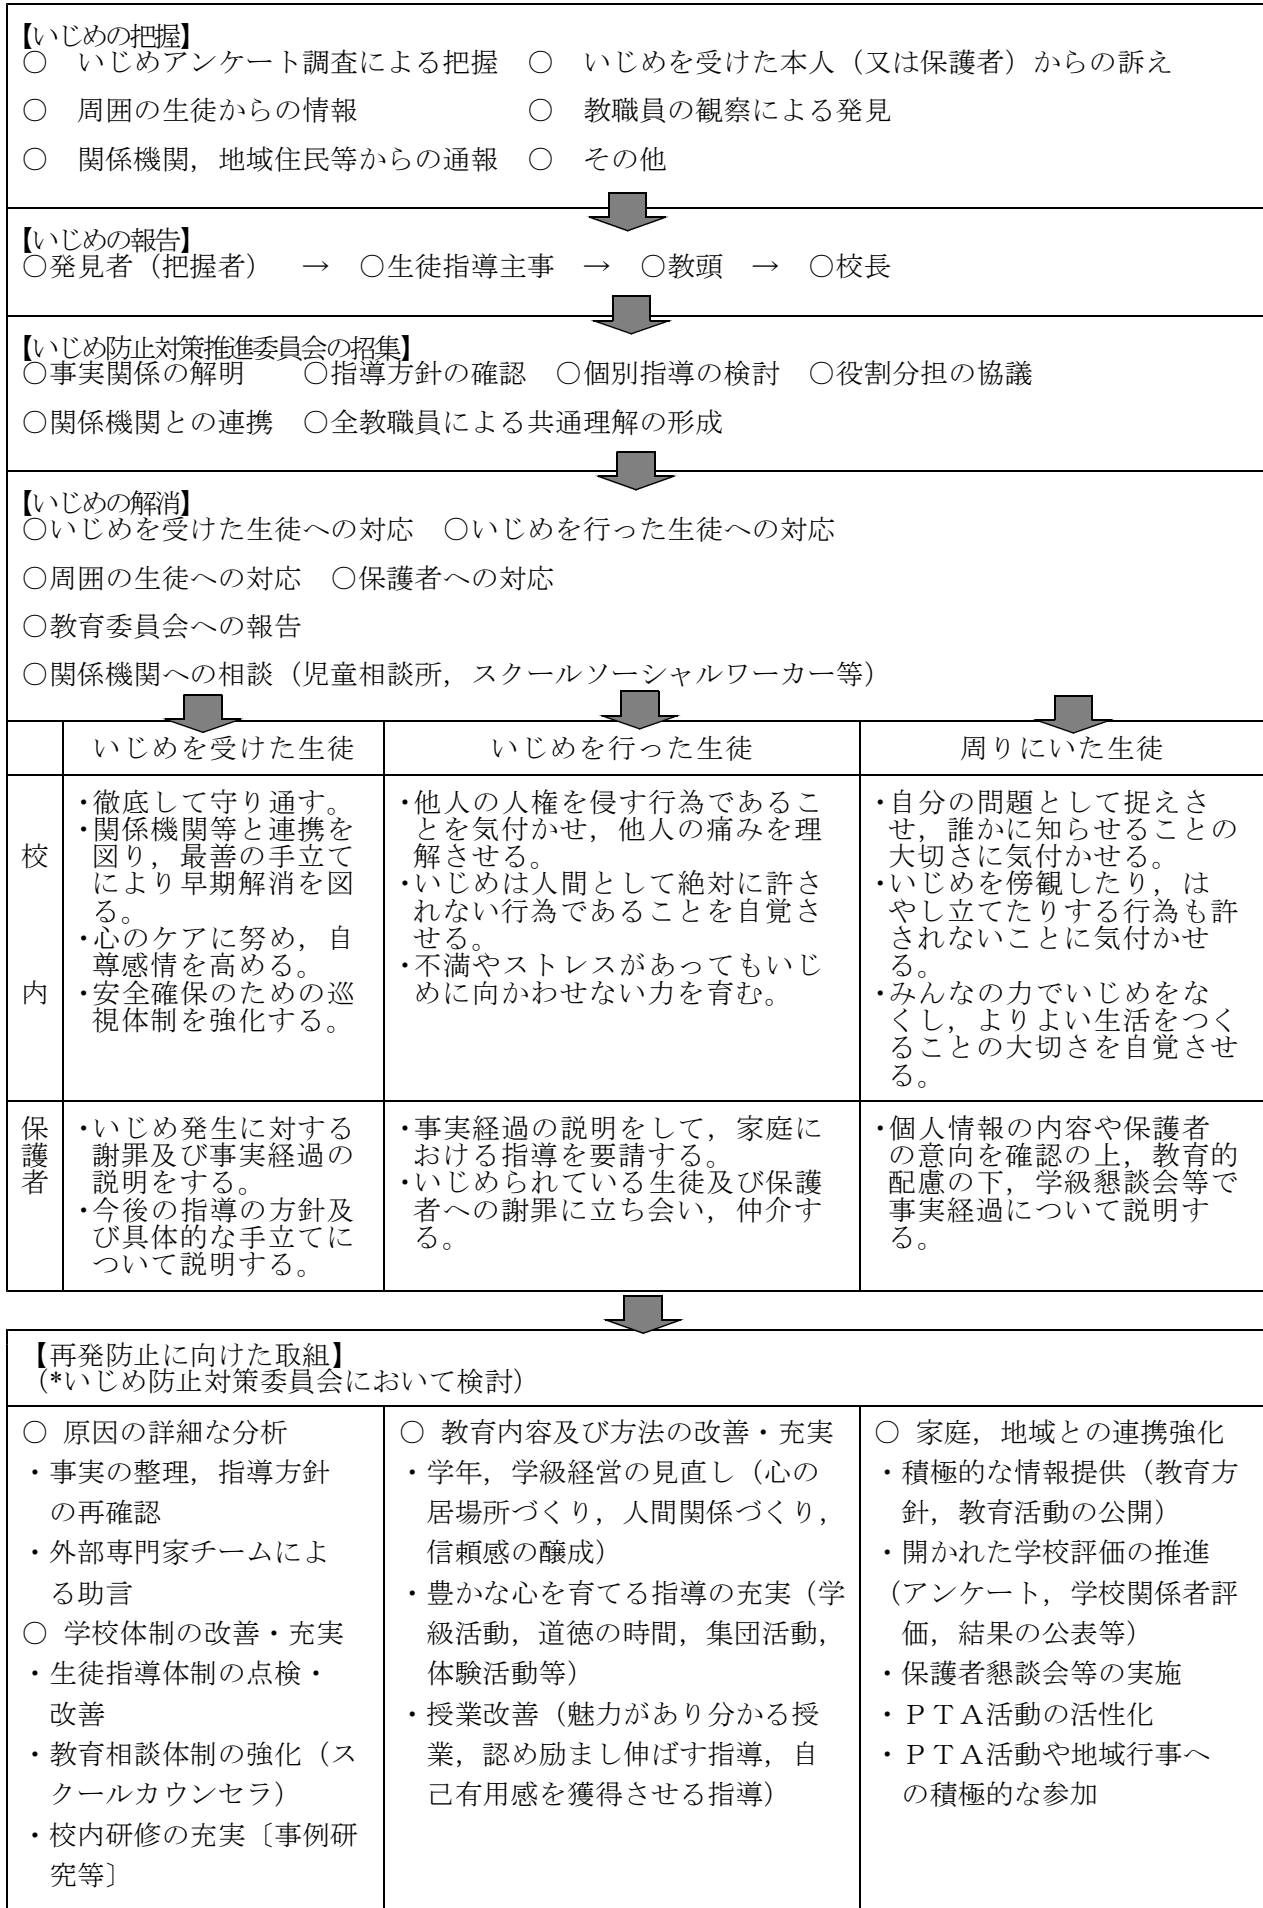 【いじめの把握】
○　いじめアンケート調査による把握　○　いじめを受けた本人（又は保護者）からの訴え
○　周囲の生徒からの情報　○　教職員の観察による発見
○　関係機関，地域住民等からの通報　○　その他
【いじめの報告】
○発見者（把握者）　→　○生徒指導主事　→　○教頭　→　○校長
【いじめ防止対策推進委員会の招集】
○事実関係の解明　○指導方針の確認　○個別指導の検討　○役割分担の協議
○関係機関との連携　○全教職員による共通理解の形成
【いじめの解消】
○いじめを受けた生徒への対応　○いじめを行った生徒への対応
○周囲の生徒への対応　○保護者への対応
○教育委員会への報告
○関係機関への相談（児童相談所，スクールソーシャルワーカー等）
いじめを受けた生徒　いじめを行った生徒　周りにいた生徒
校内
・徹底して守り通す。
・関係機関等と連携を
図り，最善の手立て
により早期解消を図
る。
・心のケアに努め，自
尊感情を高める。
・安全確保のための巡
視体制を強化する。
・他人の人権を侵す行為であるこ
とを気付かせ，他人の痛みを理
解させる。
・いじめは人間として絶対に許さ
れない行為であることを自覚さ
せる。
・不満やストレスがあってもいじ
めに向かわせない力を育む。
・自分の問題として捉えさ
せ，誰かに知らせることの
大切さに気付かせる。
・いじめを傍観したり，は
やし立てたりする行為も許
されないことに気付かせ
る。
・みんなの力でいじめをな
くし，よりよい生活をつく
ることの大切さを自覚させ
る。
保護者
・いじめ発生に対する
謝罪及び事実経過の
説明をする。
・今後の指導の方針及
び具体的な手立てに
ついて説明する。
・事実経過の説明をして，家庭に
おける指導を要請する。
・いじめられている生徒及び保護
者への謝罪に立ち会い，仲介す
る。
・個人情報の内容や保護者
の意向を確認の上，教育的
配慮の下，学級懇談会等で
事実経過について説明す
る。
【再発防止に向けた取組】
（*いじめ防止対策委員会において検討）
○ 原因の詳細な分析
・事実の整理，指導方針
の再確認
・外部専門家チームによ
る助言
○ 学校体制の改善・充実
・生徒指導体制の点検・
改善
・教育相談体制の強化（ス
クールカウンセラ）
・校内研修の充実〔事例研
究等〕
○ 教育内容及び方法の改善・充実
・学年，学級経営の見直し（心の
居場所づくり，人間関係づくり，
信頼感の醸成）
・豊かな心を育てる指導の充実（学
級活動，道徳の時間，集団活動，
体験活動等）
・授業改善（魅力があり分かる授
業，認め励まし伸ばす指導，自
己有用感を獲得させる指導）
○ 家庭，地域との連携強化
・積極的な情報提供（教育方
針，教育活動の公開）
・開かれた学校評価の推進
（アンケート，学校関係者評
価，結果の公表等）
・保護者懇談会等の実施
・ＰＴＡ活動の活性化
・ＰＴＡ活動や地域行事へ
の積極的な参加